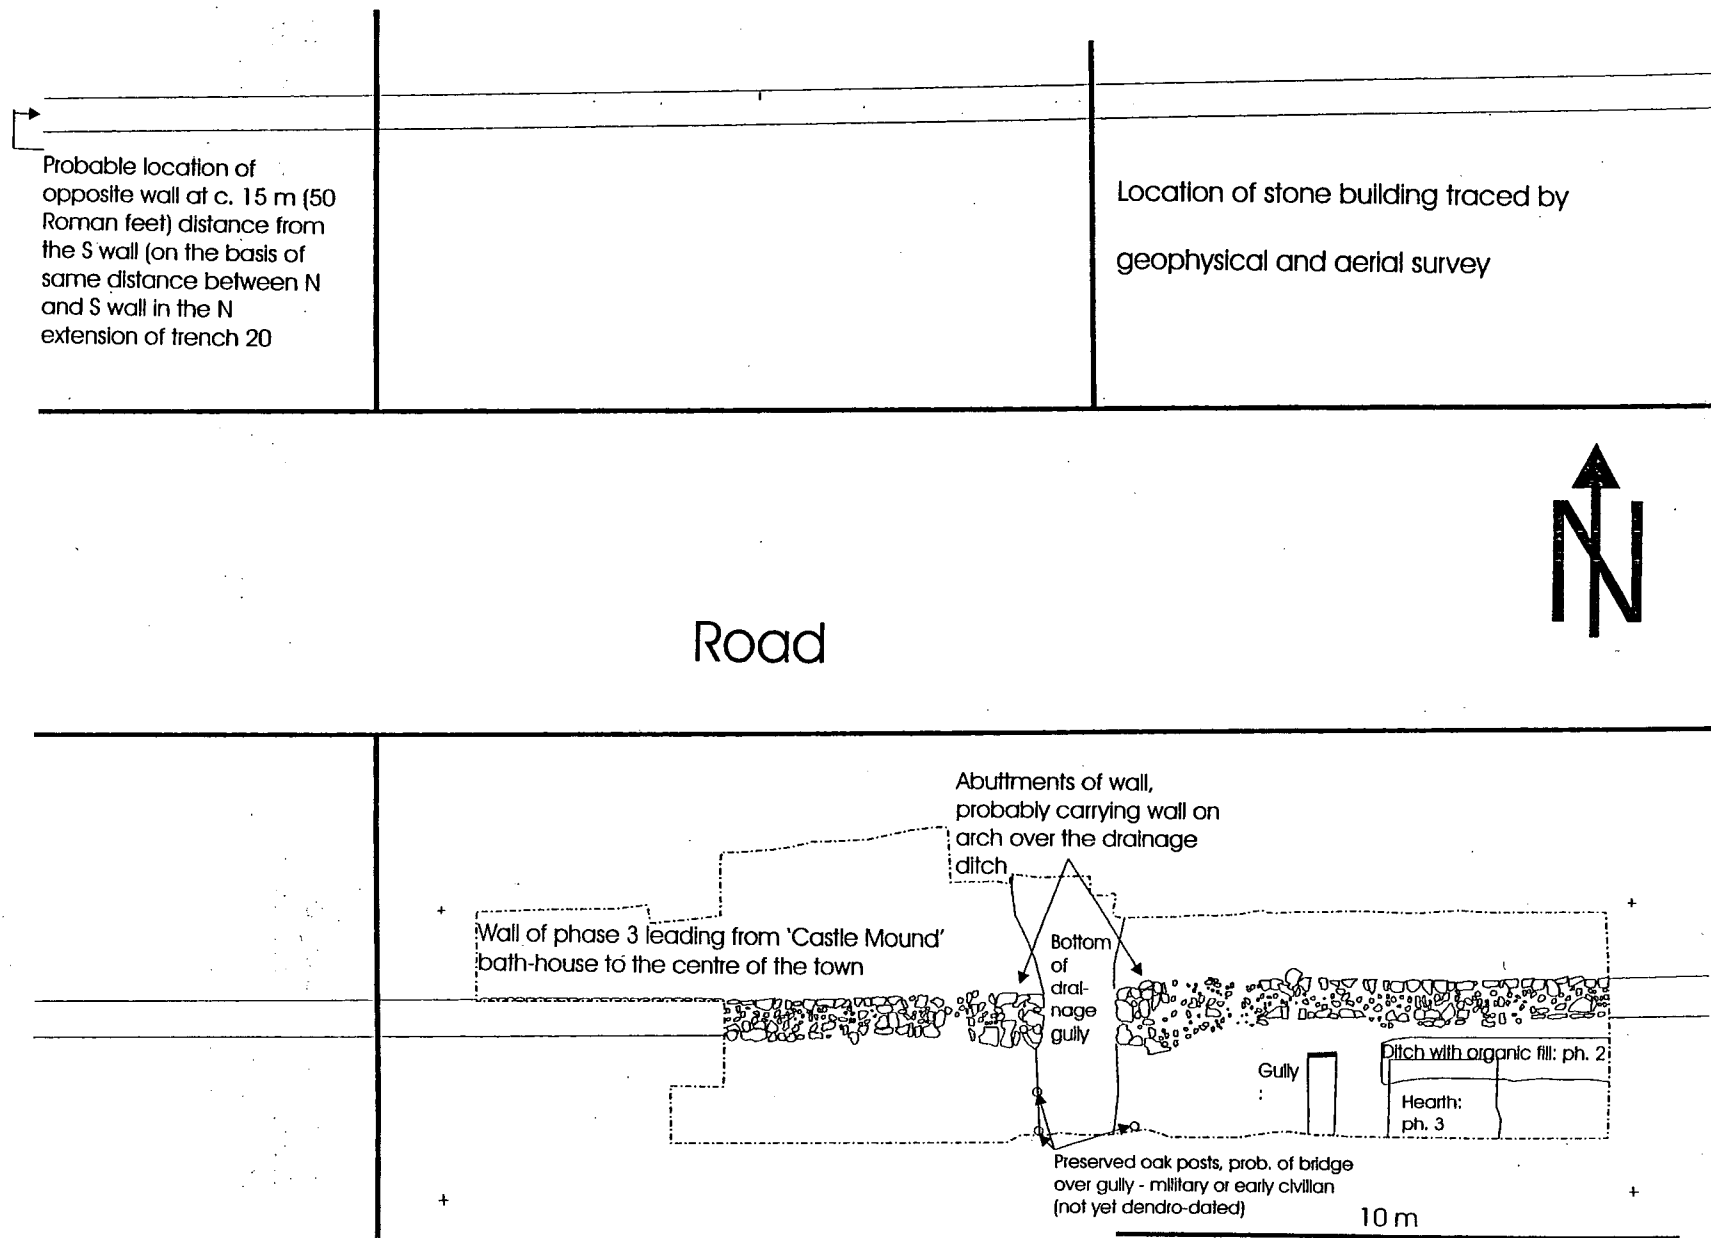 Probable location of
opposite wall at c. 15 m (50
Roman feet) distance from
the S wall (on the basis of
same distance between N
and S wall in the N
extension of trench 20
Location of stone building traced by
geophysical and aerial survey
N
Road
Abuttments of wall,
probably carrying wall on
arch over the drainage
ditch
Wall of phase 3 leading from 'Castle Mound'
bath-house to the centre of the town
Bottom
of
drai-
nage
gully
Gully
Ditch with organic fill: ph. 2
Hearth:
ph. 3
Preserved oak posts, prob. of bridge
over gully - military or early civilian
(not yet dendro-dated)
10 m